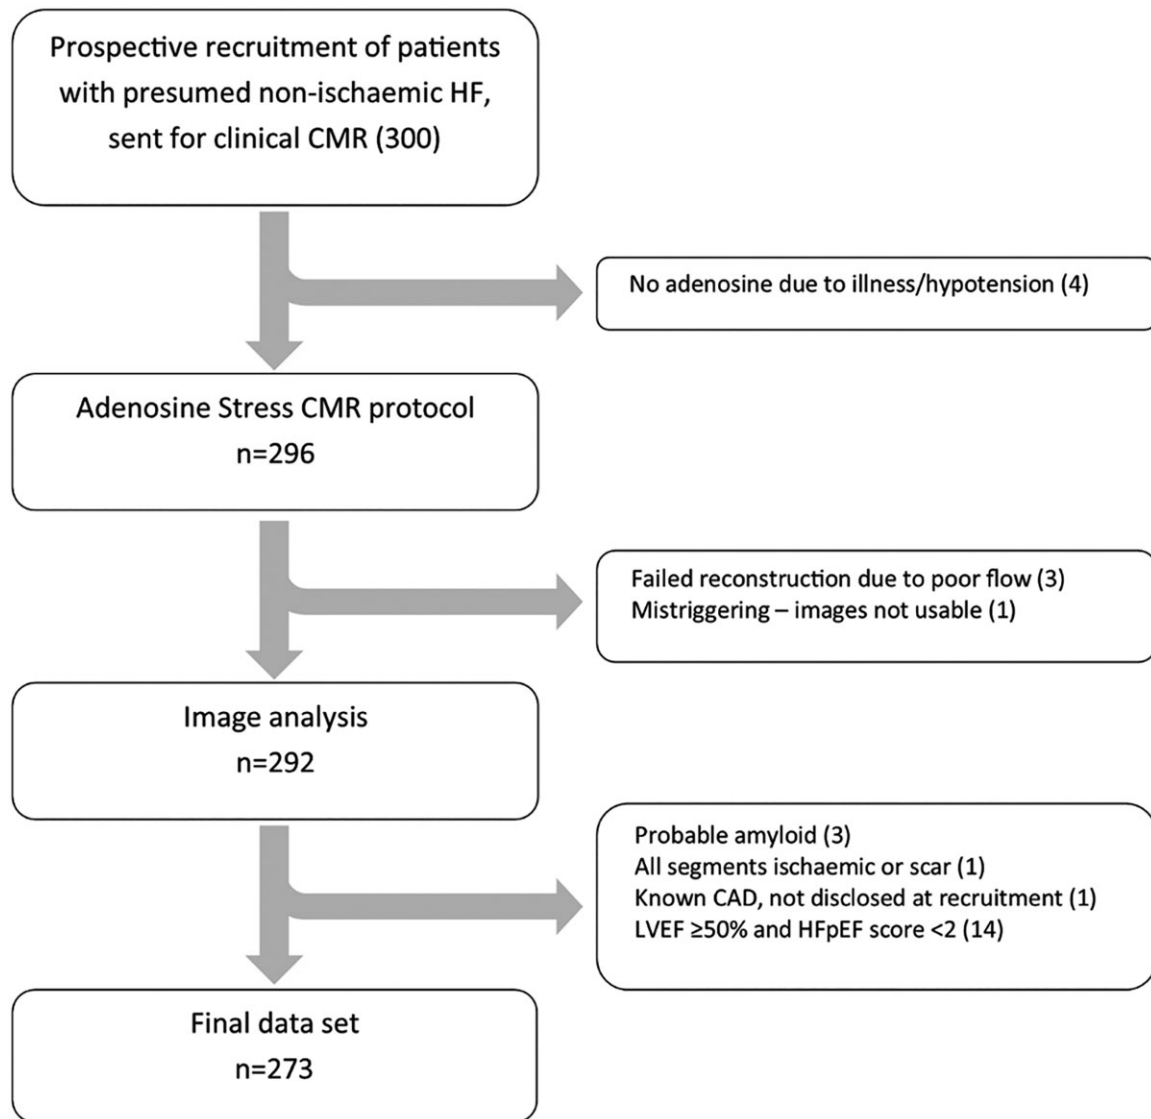 Prospective recruitment of patients
with presumed non-ischaemic HF,
sent for clinical CMR (300)
No adenosine due to illness/hypotension (4)
Adenosine Stress CMR protocol
n=296
Failed reconstruction due to poor flow (3)
Mistriggering – images not usable (1)
Image analysis
n=292
Probable amyloid (3)
All segments ischaemic or scar (1)
Known CAD, not disclosed at recruitment (1)
LVEF ≥50% and HFpEF score <2 (14)
Final data set
n=273